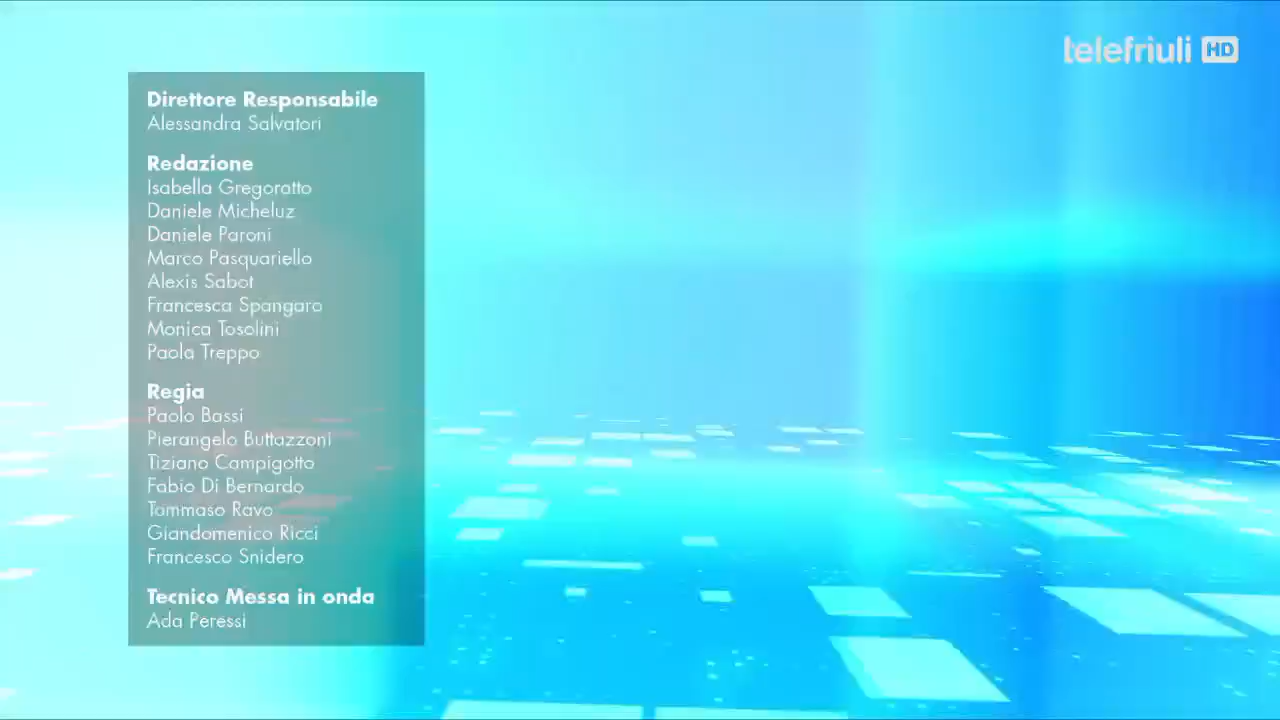 telefriuli HD
Direttore Responsabile
Alessandra Salvatori
Redazione
Isabella Gregoratto
Daniele Micheluz
Daniele Paroni
Marco Pasquariello
Alexis Sabot
Francesca Spangaro
Monica Tosolini
Paola Treppo
Regia
Paolo Bassi
Pierangelo Buttazzoni
Tiziano Campigotto
Fabio Di Bernardo
Tommaso Ravo
Giandomenico Ricci
Francesco Snidero
Tecnico Messa in onda
Ada Peressi